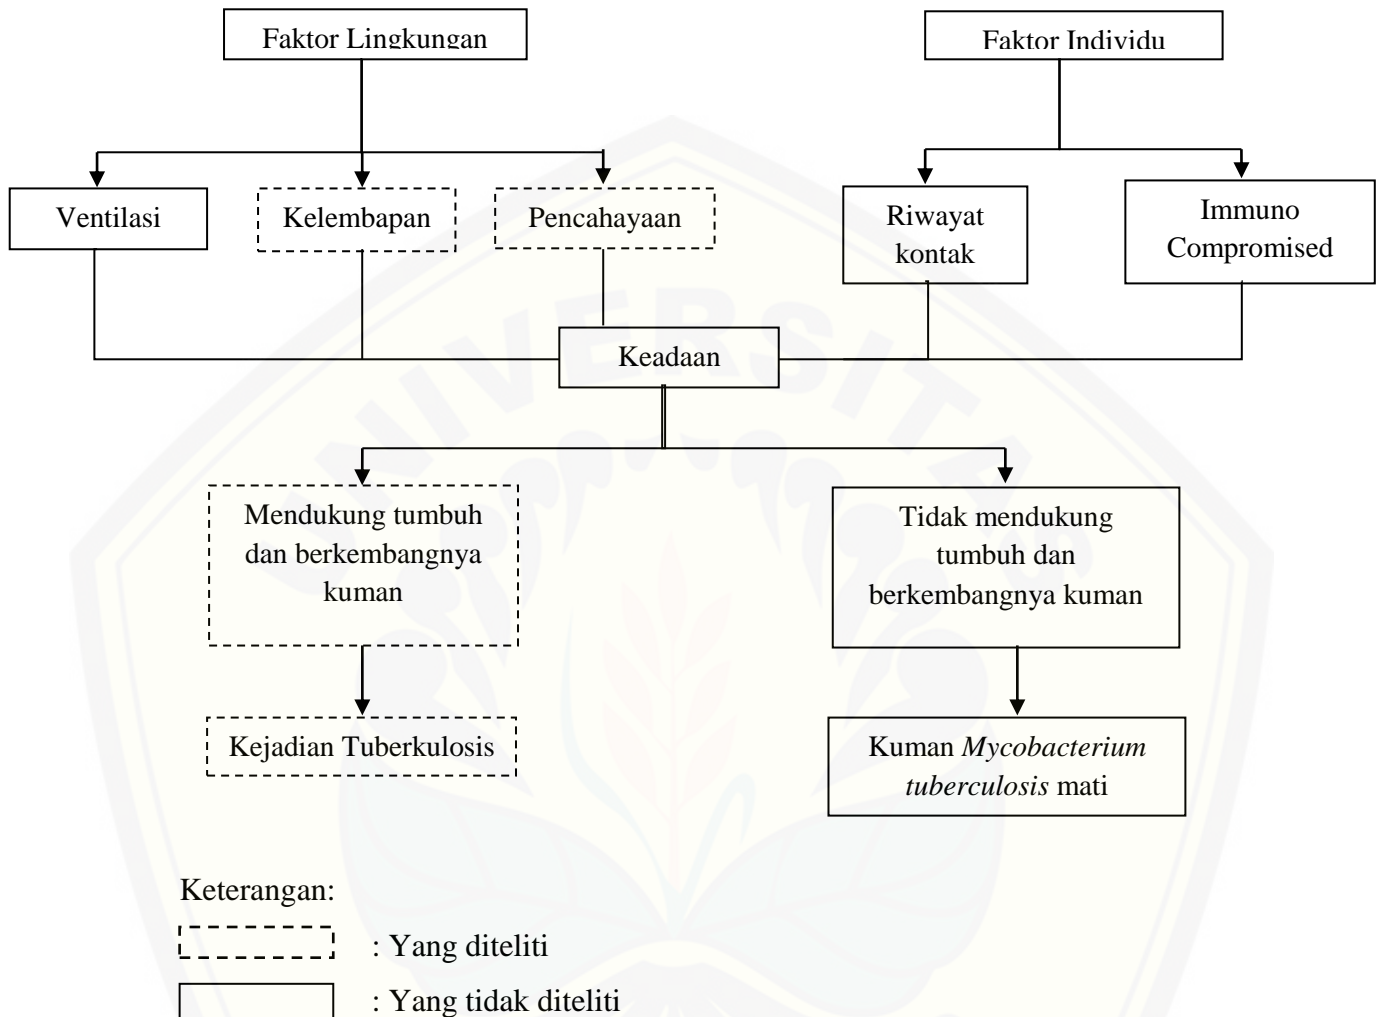 Faktor Lingkungan
Faktor Individu
Ventilasi
Kelembapan
Pencahayaan
Riwayat
kontak
Immuno
Compromised
Keadaan
Mendukung tumbuh
dan berkembangnya
kuman
Tidak mendukung
tumbuh dan
berkembangnya kuman
Kejadian Tuberkulosis
Kuman Mycobacterium
tuberculosis mati
Keterangan:
: Yang diteliti
: Yang tidak diteliti
UNIVERSITAS